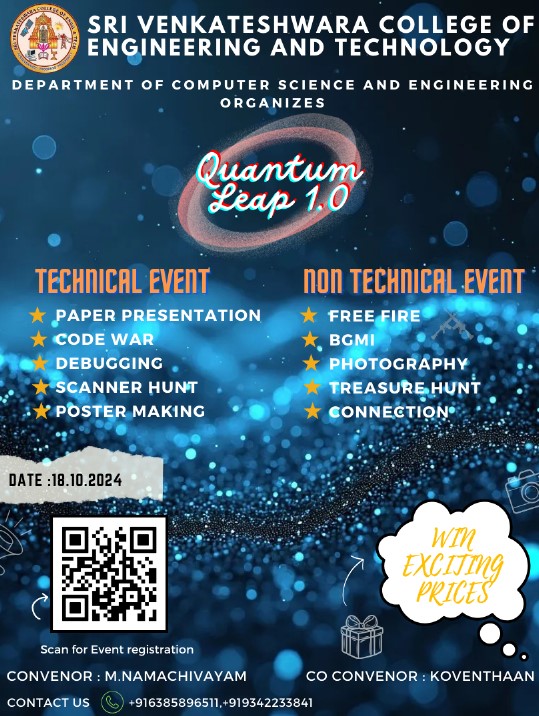 SRI VENKATESHWARA COLLEGE OF
ENGINEERING AND TECHNOLOGY
DEPARTMENT OF COMPUTER SCIENCE AND ENGINEERING
ORGANIZES
Quantum
Leap 1.0
TECHNICAL EVENT
PAPER PRESENTATION
CODE WAR
DEBUGGING
SCANNER HUNT
POSTER MAKING
NON TECHNICAL EVENT
FREE FIRE
BGMI
PHOTOGRAPHY
TREASURE HUNT
CONNECTION
DATE :18.10.2024
WIN
EXCITING
PRICES
Scan for Event registration
CONVENOR : M.NAMACHIVAYAM
CO CONVENOR : KOVENTHAAN
CONTACT US +916385896511,+919342233841